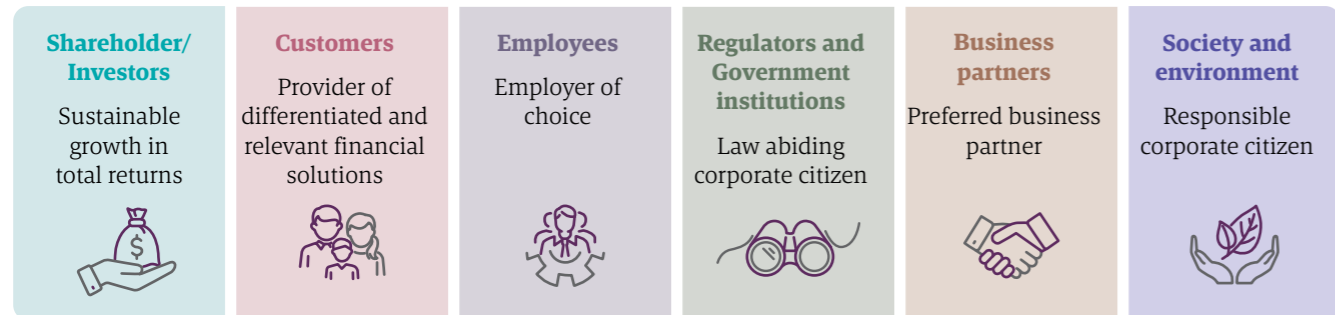 Shareholder/
Investors
Sustainable
growth in
total returns
$
Customers
Provider of
differentiated and
relevant financial
solutions
Employees
Employer of
choice
Regulators and
Government
institutions
Law abiding
corporate citizen
Business
partners
Preferred business
partner
Society and
environment
Responsible
corporate citizen